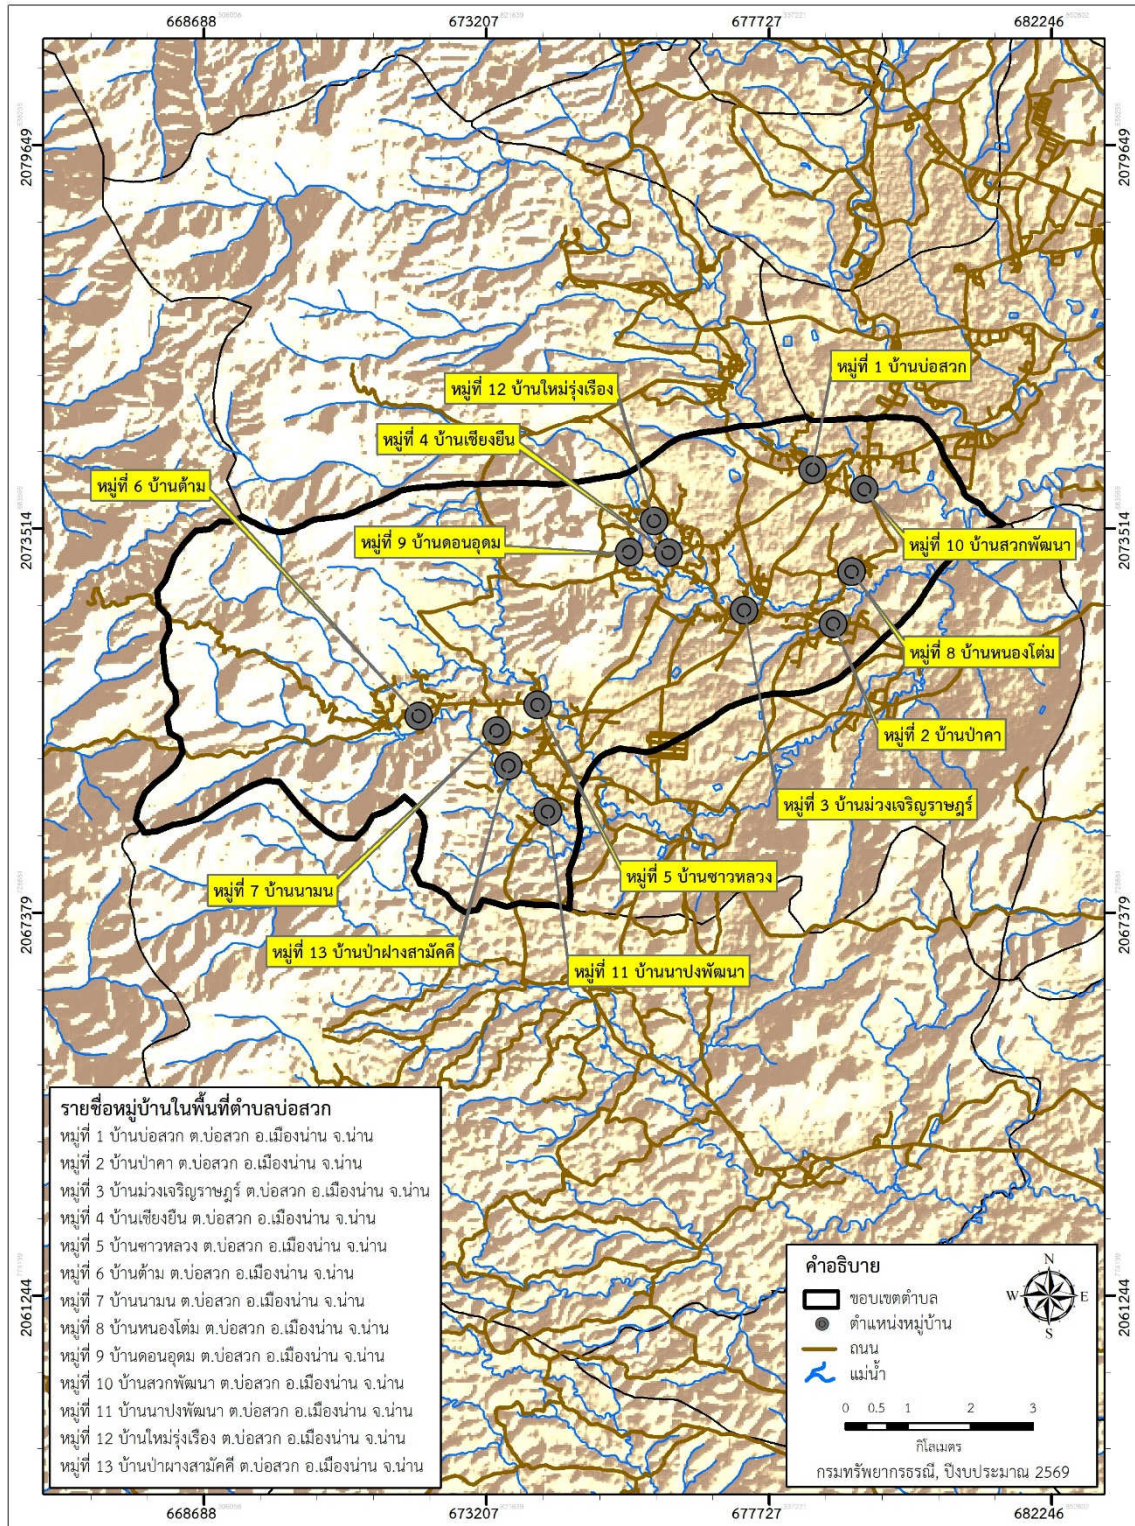 668688
673207
677727
682246
2079649
2079649
หมู่ที่ 1 บ้านบ่อสวก
หมู่ที่ 12 บ้านใหม่รุ่งเรือง
หมู่ที่ 4 บ้านเชียงยืน
หมู่ที่ 6 บ้านต้าม
2073514
หมู่ที่ 9 บ้านดอนอุดม
หมู่ที่ 10 บ้านสวกพัฒนา
2073514
หมู่ที่ 8 บ้านหนองโต่ม
หมู่ที่ 2 บ้านป่าคา
หมู่ที่ 3 บ้านม่วงเจริญราษฎร์
หมู่ที่ 5 บ้านซาวหลวง
หมู่ที่ 7 บ้านนามน
2067379
2067379
หมู่ที่ 13 บ้านป่าฝางสามัคคี
หมู่ที่ 11 บ้านนาปงพัฒนา
รายชื่อหมู่บ้านในพื้นที่ตำบลบ่อสวก
หมู่ที่ 1 บ้านบ่อสวก ต.บ่อสวก อ.เมืองน่าน จ.น่าน
หมู่ที่ 2 บ้านป่าคา ต.บ่อสวก อ.เมืองน่าน จ.น่าน
หมู่ที่ 3 บ้านม่วงเจริญราษฎร์ ต.บ่อสวก อ.เมืองน่าน จ.น่าน
หมู่ที่ 4 บ้านเชียงยืน ต.บ่อสวก อ.เมืองน่าน จ.น่าน
หมู่ที่ 5 บ้านซาวหลวง ต.บ่อสวก อ.เมืองน่าน จ.น่าน
หมู่ที่ 6 บ้านต้าม ต.บ่อสวก อ.เมืองน่าน จ.น่าน
หมู่ที่ 7 บ้านนามน ต.บ่อสวก อ.เมืองน่าน จ.น่าน
หมู่ที่ 8 บ้านหนองโต่ม ต.บ่อสวก อ.เมืองน่าน จ.น่าน
หมู่ที่ 9 บ้านดอนอุดม ต.บ่อสวก อ.เมืองน่าน จ.น่าน
หมู่ที่ 10 บ้านสวกพัฒนา ต.บ่อสวก อ.เมืองน่าน จ.น่าน
หมู่ที่ 11 บ้านนาปงพัฒนา ต.บ่อสวก อ.เมืองน่าน จ.น่าน
หมู่ที่ 12 บ้านใหม่รุ่งเรือง ต.บ่อสวก อ.เมืองน่าน จ.น่าน
หมู่ที่ 13 บ้านป่าผางสามัคคี ต.บ่อสวก อ.เมืองน่าน จ.น่าน
2061244
2061244
คำอธิบาย
N
W
E
S
ขอบเขตตำบล
ตำแหน่งหมู่บ้าน
ถนน
แม่น้ำ
0 0.5 1 2 3
กิโลเมตร
กรมทรัพยากรธรณี, ปีงบประมาณ 2569
668688
673207
677727
682246